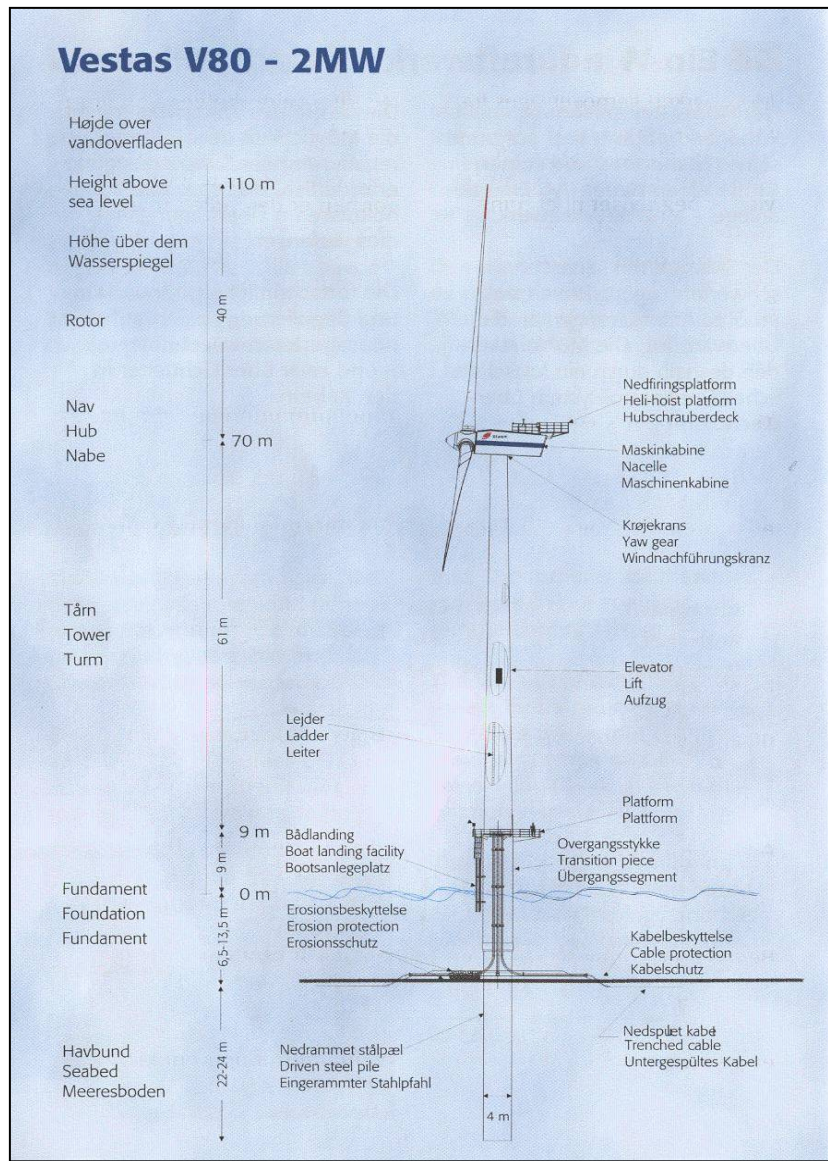 Vestas V80 - 2MW
Højde over
vandoverfladen
Height above
sea level
110 m
Höhe über dem
Wasserspiegel
40 m
Rotor
Nedfiringsplatform
Heli-hoist platform
Hubschrauberdeck
Nav
Hub
Nabe
70 m
Maskinkabine
Nacelle
Maschinenkabine
Krøjekrans
Yaw gear
Windnachführungskranz
Tårn
Tower
Turm
61 m
Elevator
Lift
Aufzug
Lejder
Ladder
Leiter
Platform
Plattform
9 m
9 m
Bådlanding
Boat landing facility
Bootsanlegeplatz
Overgangsstykke
Transition piece
Übergangssegment
Fundament
Foundation
Fundament
0 m
6,5-13,5 m
Erosionsbeskyttelse
Erosion protection
Erosionsschutz
Kabelbeskyttelse
Cable protection
Kabelschutz
Havbund
Seabed
Meeresboden
22-24 m
Nedrammet stålpæl
Driven steel pile
Eingerammter Stahlpfahl
kabel
Trenched cable
Untergespültes Kabel
4 m